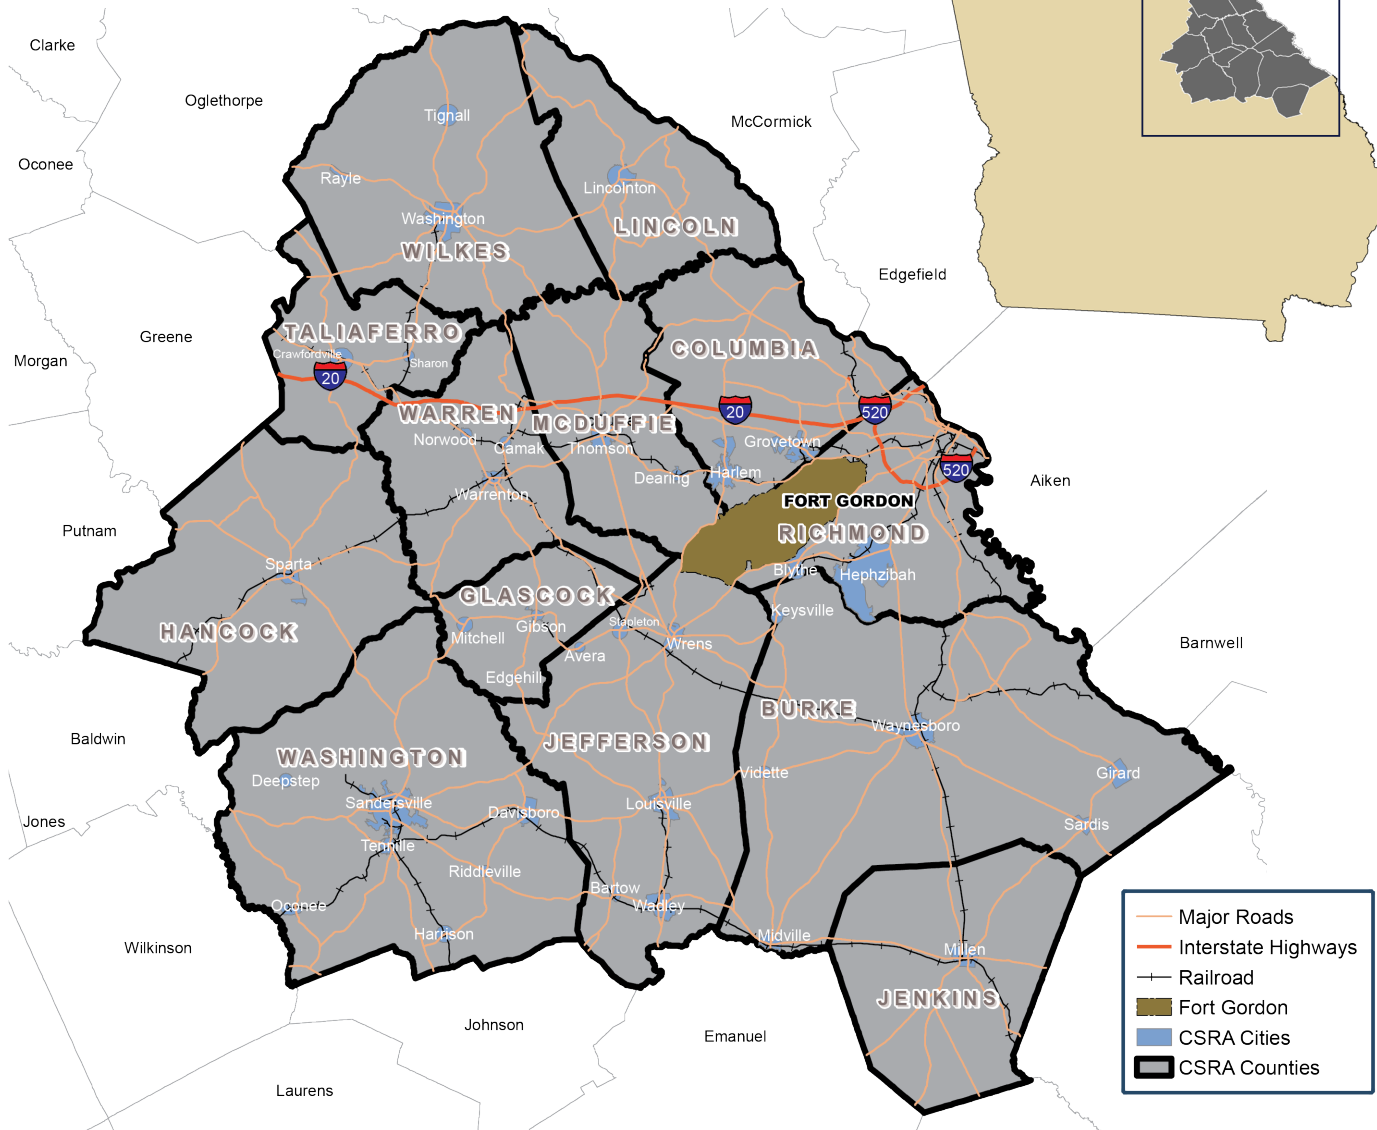 Clarke
Oglethorpe
Tignall
McCormick
Oconee
Rayle
Lincolnton
Washington
LINCOLN
WILKES
Edgefield
TALIAFERRO
Greene
Crawfordville
Sharon
COLUMBIA
Morgan
20
20
520
WARREN
MCDUFFIE
Norwood
Camak
Thomson
Grovetown
520
Dearing
Harlem
Aiken
Warrenton
FORT GORDON
Putnam
RICHMOND
Sparta
Blythe
Hephzibah
GLASCOCK
Keysville
HANCOCK
Mitchell
Gibson
Stapleton
Wrens
Barnwell
Avera
Edgehill
BURKE
Waynesboro
Baldwin
JEFFERSON
WASHINGTON
Deepstep
Vidette
Girard
Sandersville
Davisboro
Louisville
Jones
Sardis
Tennille
Riddleville
Bartow
Oconee
Wadley
Harrison
Midville
Millen
Wilkinson
JENKINS
Johnson
Emanuel
Laurens
Major Roads
Interstate Highways
Railroad
Fort Gordon
CSRA Cities
CSRA Counties